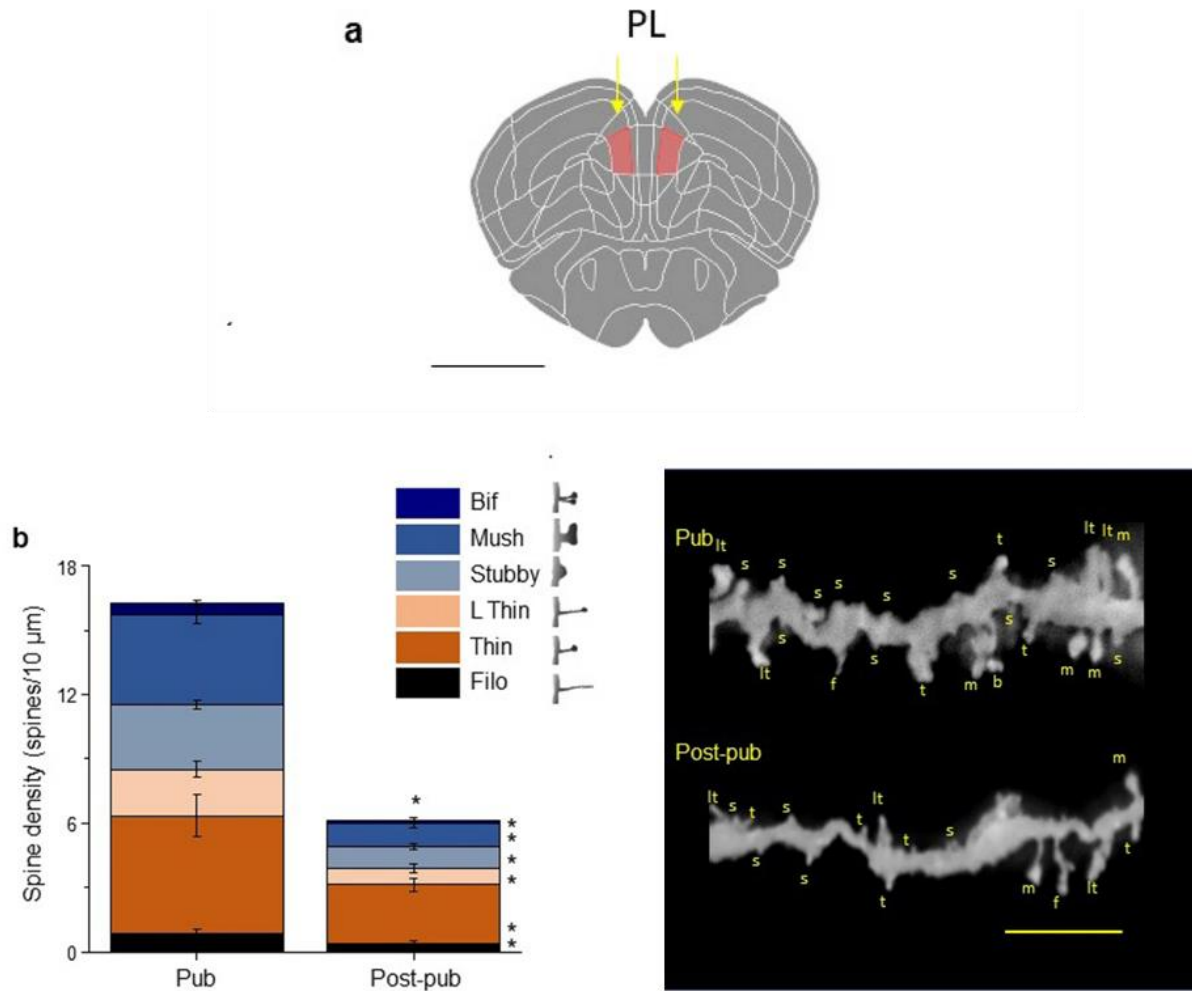 a
PL
b
Spine density (spines/10 µm)
18
12
6
0
Pub
Post-pub
*
*
*
*
*
*
*
Bif
Mush
Stubby
L Thin
Thin
Filo
Pub
lt s s s s s s t s lt lt m
lt s f s t m b s t m m s
Post-pub
lt s t s t lt t s m
s s t m f lt t